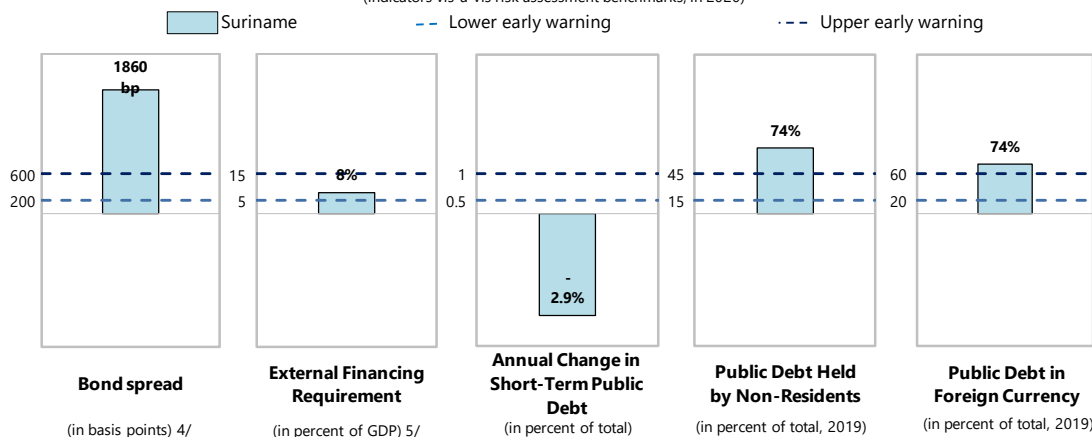 (Indicators vis-à-vis risk assessment benchmarks, in 2020)
Suriname Lower early warning Upper early warning
1860
bp
600
200
8%
15
5
1
0.5
-
2.9%
74%
45
15
74%
60
20
Bond spread
(in basis points) 4/
External Financing
Requirement
(in percent of GDP) 5/
Annual Change in
Short-Term Public
Debt
(in percent of total)
Public Debt Held
by Non-Residents
(in percent of total, 2019)
Public Debt in
Foreign Currency
(in percent of total, 2019)